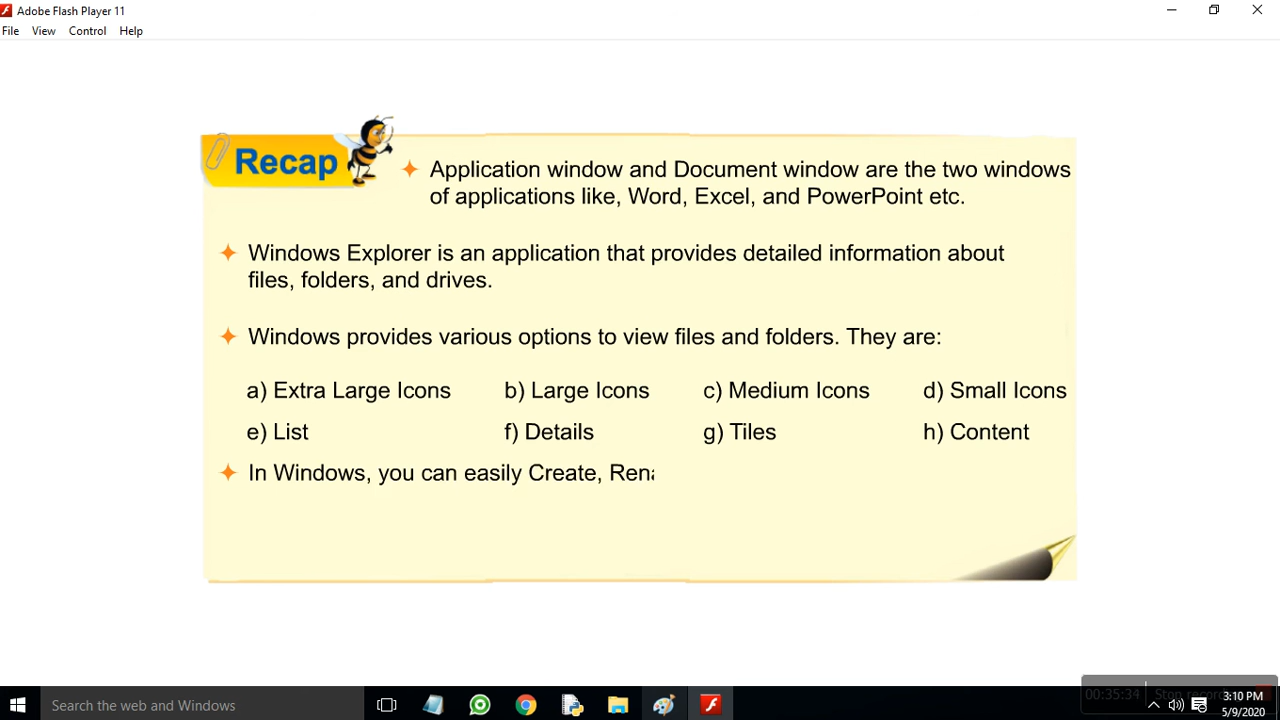 Adobe Flash Player 11
File View Control Help
Recap
Application window and Document window are the two windows
of applications like, Word, Excel, and PowerPoint etc.
Windows Explorer is an application that provides detailed information about
files, folders, and drives.
Windows provides various options to view files and folders. They are:
a) Extra Large Icons b) Large Icons c) Medium Icons d) Small Icons
e) List f) Details g) Tiles h) Content
In Windows, you can easily Create,
Search the web and Windows
00:35:34 Stop
3:10 PM
5/9/2020